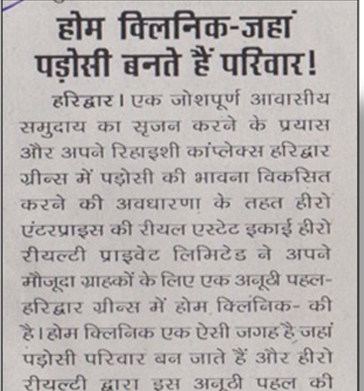 होम क्लिनिक-जहां
पड़ोसी बनते हैं परिवार!
हरिद्वार। एक जोशपूर्ण आवासीय
समुदाय का सृजन करने के प्रयास
और अपने रिहाइशी कांप्लेक्स हरिद्वार
ग्रीन्स में पड़ोसी की भावना विकसित
करने की अवधारणा के तहत हीरो
एंटरप्राइस की रीयल एस्टेट इकाई हीरो
रीयल्टी प्राइवेट लिमिटेड ने अपने
मौजूदा ग्राहकों के लिए एक अनूठी पहल-
हरिद्वार ग्रीन्स में होम क्लिनिक- की
है। होम क्लिनिक एक ऐसी जगह है जहां
पड़ोसी परिवार बन जाते हैं और हीरो
रीयल्टी द्वारा इस अनूठी पहल की